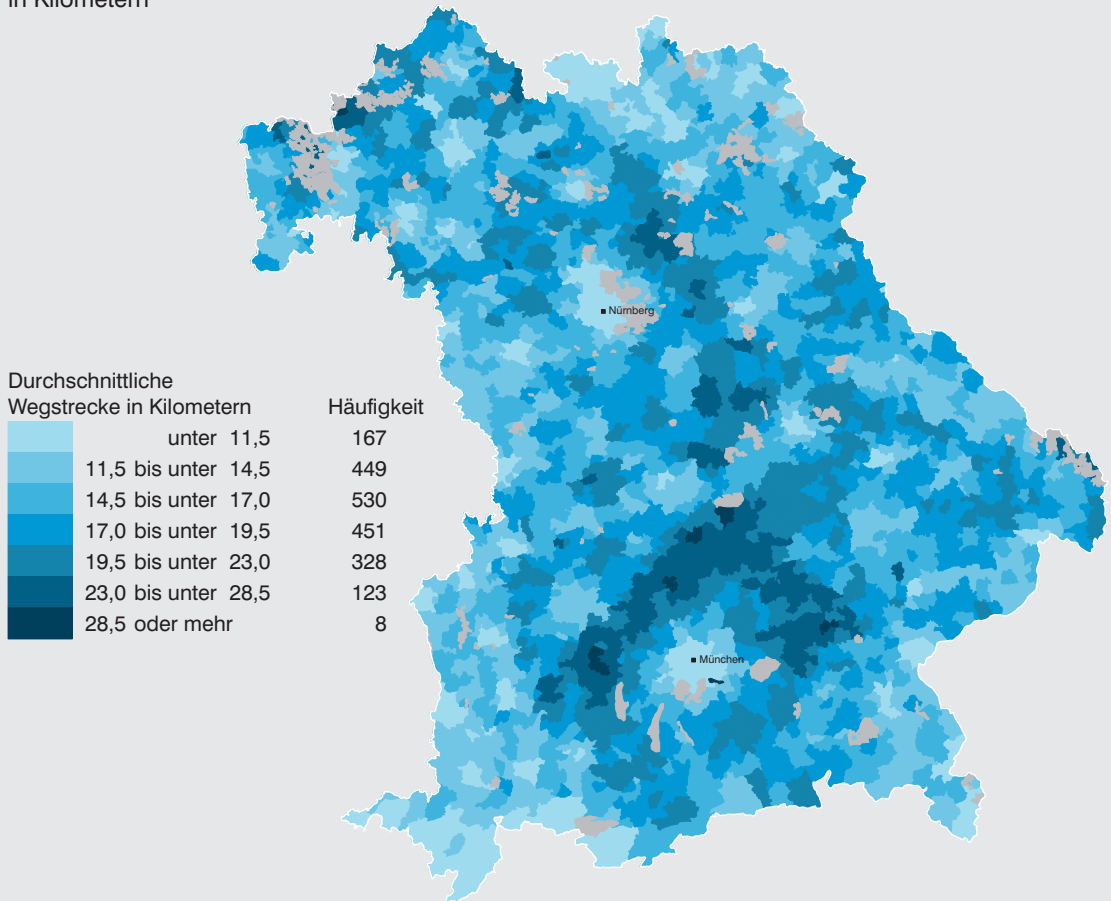 in Kilometern
Nürnberg
Durchschnittliche
Wegstrecke in Kilometern Häufigkeit
unter 11,5 167
11,5 bis unter 14,5 449
14,5 bis unter 17,0 530
17,0 bis unter 19,5 451
19,5 bis unter 23,0 328
23,0 bis unter 28,5 123
28,5 oder mehr 8
München